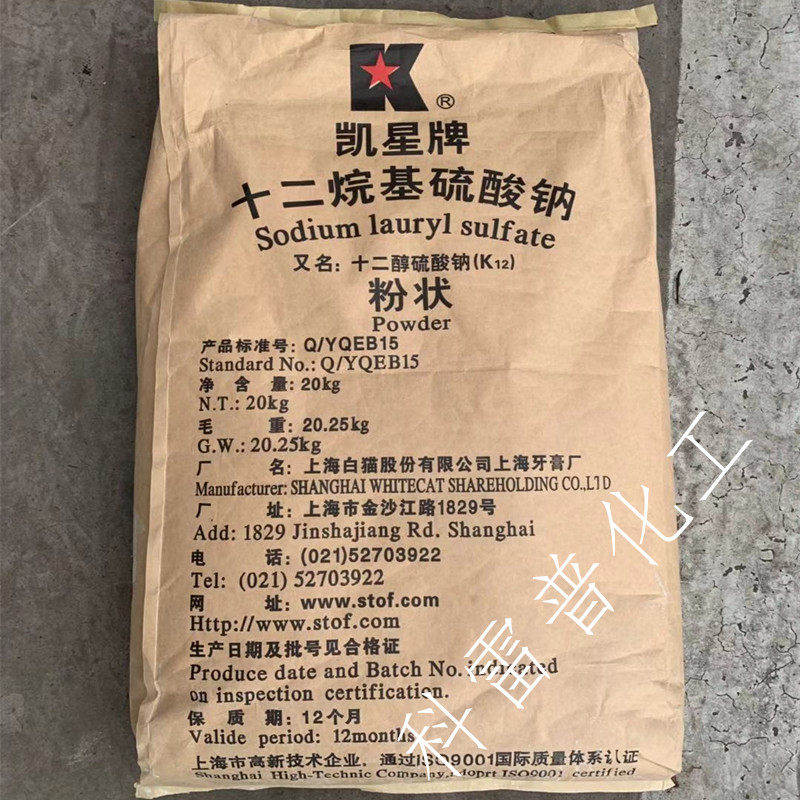 K®
凯星牌
十二烷基硫酸钠
Sodium lauryl sulfate
又名：十二醇硫酸钠(K12)
粉状
Powder
产品标准号：Q/YQEB15
Standard No.: Q/YQEB15
净 含 量：20kg
N.T.: 20kg
毛 重：20.25kg
G.W.: 20.25kg
厂 名：上海白猫股份有限公司上海牙膏厂
Manufacturer: SHANGHAI WHITECAT SHAREHOLDING CO.,LTD
厂 址：上海市金沙江路1829号
Add: 1829 Jinshajiang Rd. Shanghai
电 话：(021)52703922
Tel: (021) 52703922
网 址：www.stof.com
Http://www.stof.com
生产日期及批号见合格证
Produce date and Batch No. indicated
on inspection certification.
保 质 期：12个月
Valide period: 12months
上海市高新技术企业，通过ISO9001国际质量体系认证
Shanghai High-Technic Company,Adoprt ISO9001 certified
科雷普化工